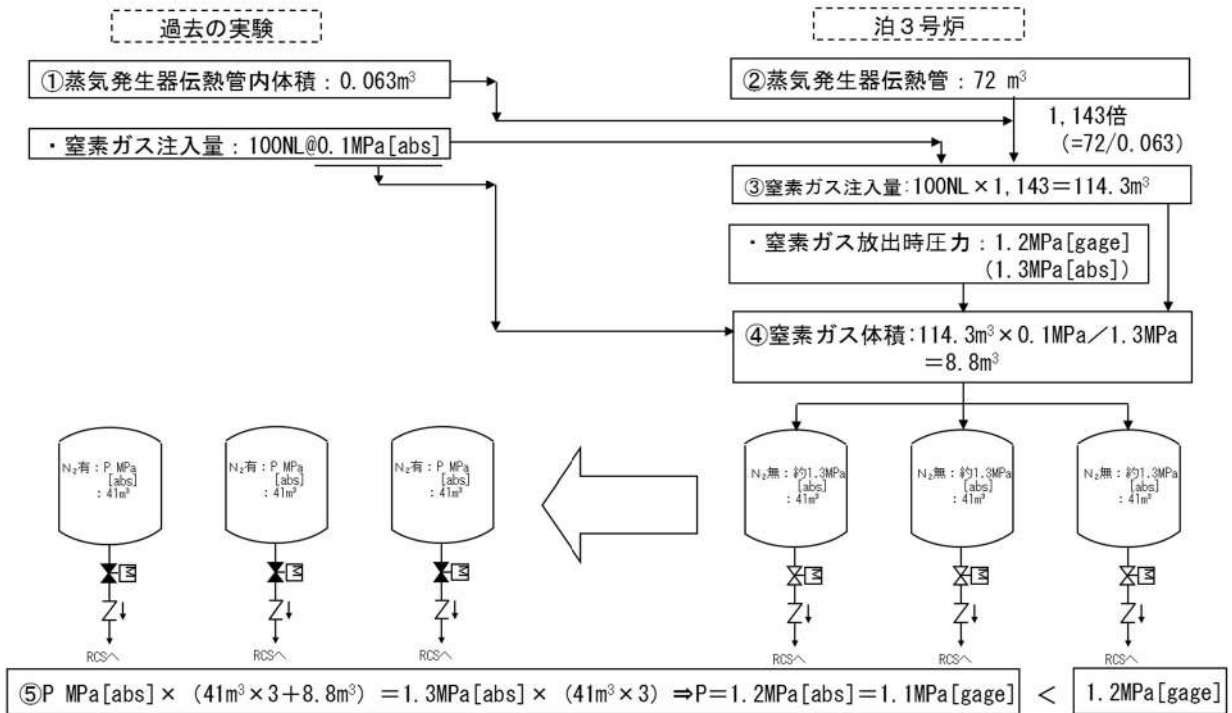 過去の実験
泊３号炉
①蒸気発生器伝熱管内体積：0.063m³
②蒸気発生器伝熱管：72 m³
1,143倍
(=72/0.063)
・窒素ガス注入量：100NL@0.1MPa[abs]
③窒素ガス注入量：100NL×1,143＝114.3m³
・窒素ガス放出時圧力：1.2MPa[gage]
(1.3MPa[abs])
④窒素ガス体積：114.3m³×0.1MPa／1.3MPa
＝8.8m³
N₂有：P MPa
[abs]
：41m³
N₂有：P MPa
[abs]
：41m³
N₂有：P MPa
[abs]
：41m³
N₂無：約1.3MPa
[abs]
：41m³
N₂無：約1.3MPa
[abs]
：41m³
N₂無：約1.3MPa
[abs]
：41m³
M
M
M
M
M
M
RCSへ
RCSへ
RCSへ
RCSへ
RCSへ
RCSへ
⑤P MPa[abs]×（41m³×3＋8.8m³）＝1.3MPa[abs]×（41m³×3）⇒P＝1.2MPa[abs]＝1.1MPa[gage] ＜ 1.2MPa[gage]